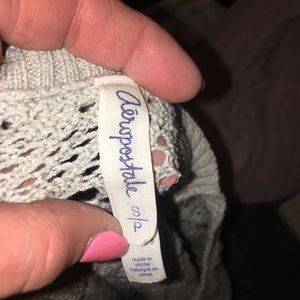 Aéropostale
made in
china/
fabriqué en
chine